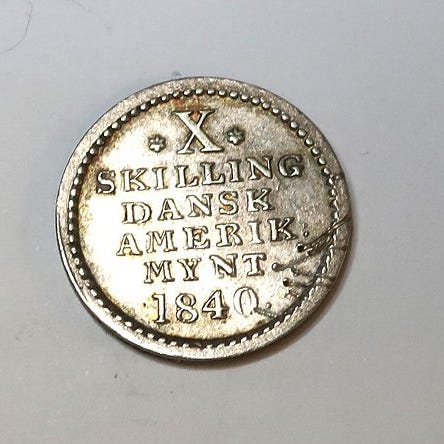 X
SKILLING
DANSK
AMERIK.
MYNT
1840.